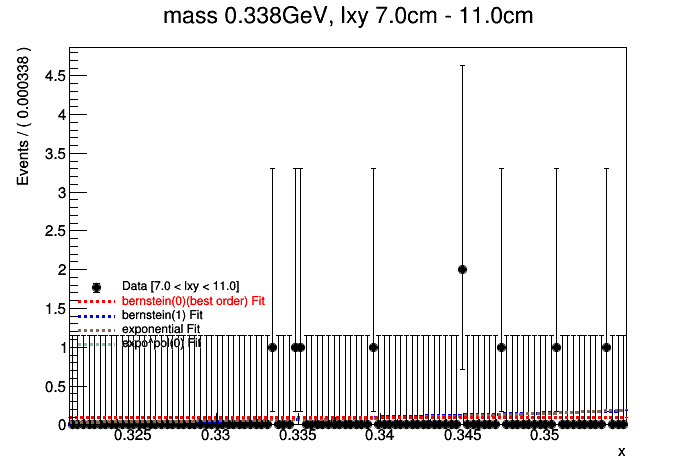 mass 0.338GeV, lxy 7.0cm - 11.0cm
Events / ( 0.000338 )
4.5
4
3.5
3
2.5
2
1.5
1
0.5
0
Data [7.0 < lxy < 11.0]
bernstein(0)(best order) Fit
bernstein(1) Fit
exponential Fit
expo*pol(0) Fit
0.325 0.33 0.335 0.34 0.345 0.35
x